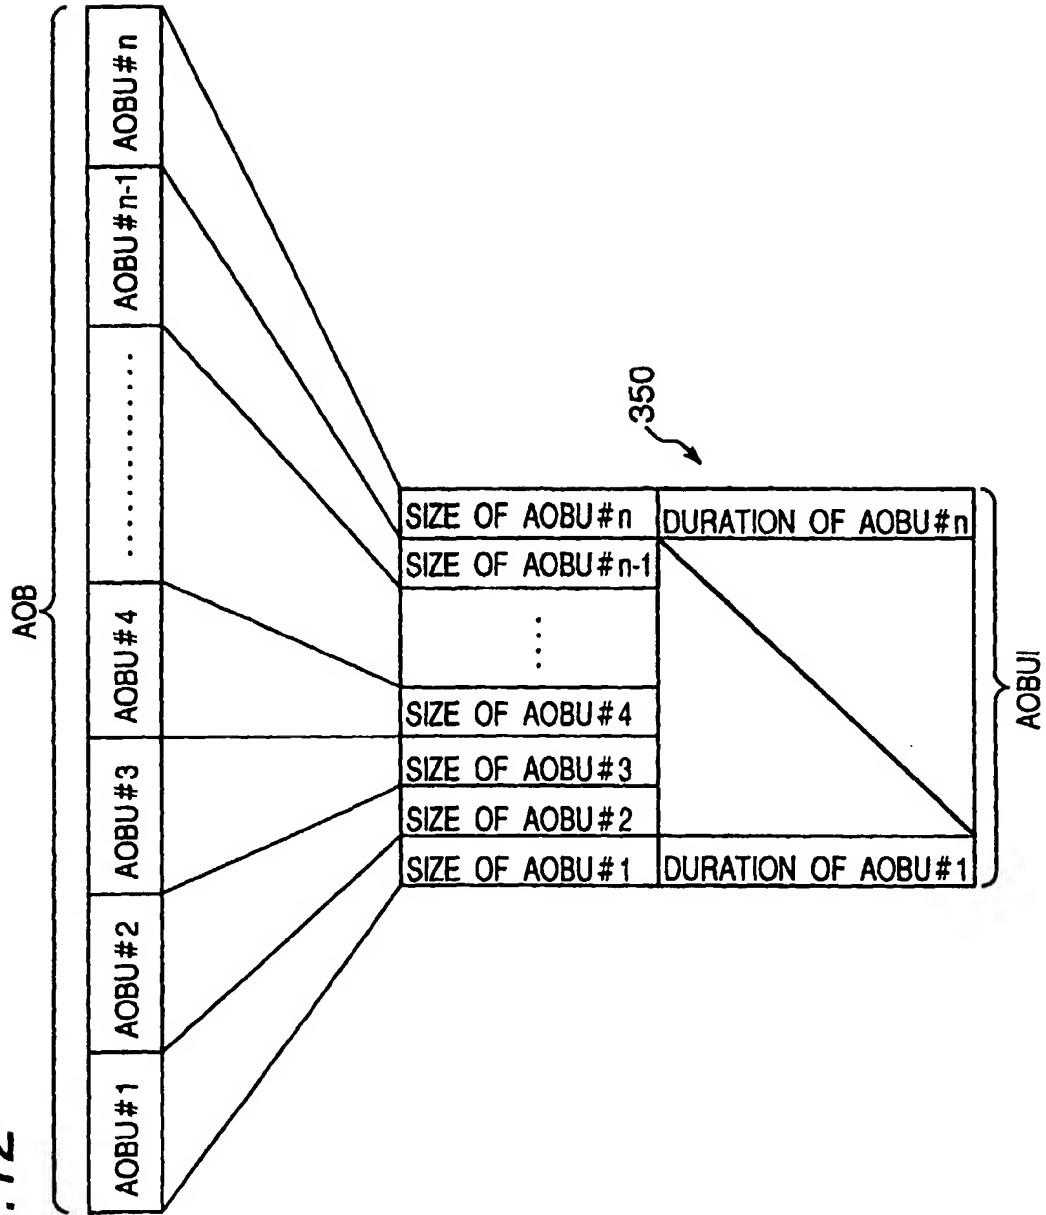 .12
AOB
AOBU#1
AOBU#2
AOBU#3
AOBU#4
............
AOBU#n-1
AOBU#n
350
SIZE OF AOBU#n DURATION OF AOBU#n
SIZE OF AOBU#n-1
....
SIZE OF AOBU#4
SIZE OF AOBU#3
SIZE OF AOBU#2
SIZE OF AOBU#1 DURATION OF AOBU#1
AOBUI